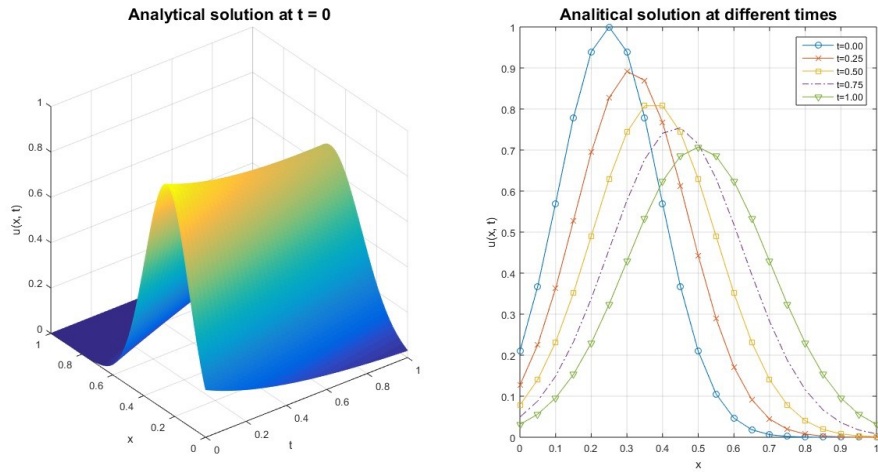 Analytical solution at t = 0
1
0.8
0.6
0.4
0.2
0
u(x, t)
1
0.8
0.6
0.4
0.2
0
x
0
0.2
0.4
0.6
0.8
1
t
Analitical solution at different times
1
0.9
0.8
0.7
0.6
0.5
0.4
0.3
0.2
0.1
0
u(x, t)
t=0.00
t=0.25
t=0.50
t=0.75
t=1.00
0 0.1 0.2 0.3 0.4 0.5 0.6 0.7 0.8 0.9 1
x